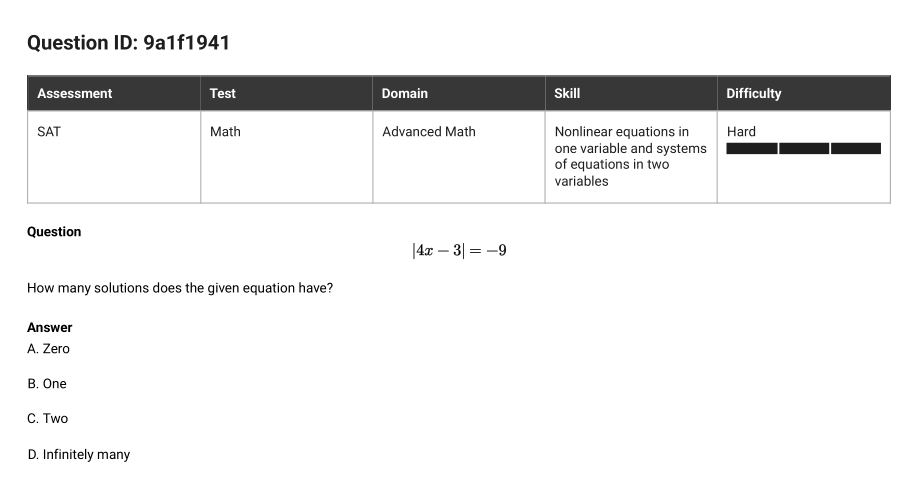 Question ID: 9a1f1941
Assessment Test Domain Skill Difficulty
SAT Math Advanced Math Nonlinear equations in one variable and systems of equations in two variables Hard
Question
|4x − 3| = −9
How many solutions does the given equation have?
Answer
A. Zero
B. One
C. Two
D. Infinitely many